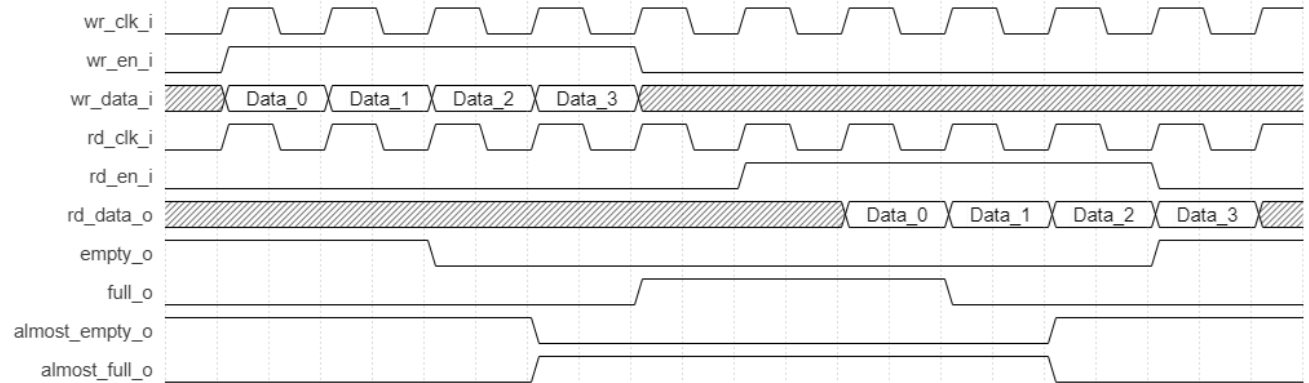 wr_clk_i
wr_en_i
wr_data_i Data_0 Data_1 Data_2 Data_3
rd_clk_i
rd_en_i
rd_data_o Data_0 Data_1 Data_2 Data_3
empty_o
full_o
almost_empty_o
almost_full_o